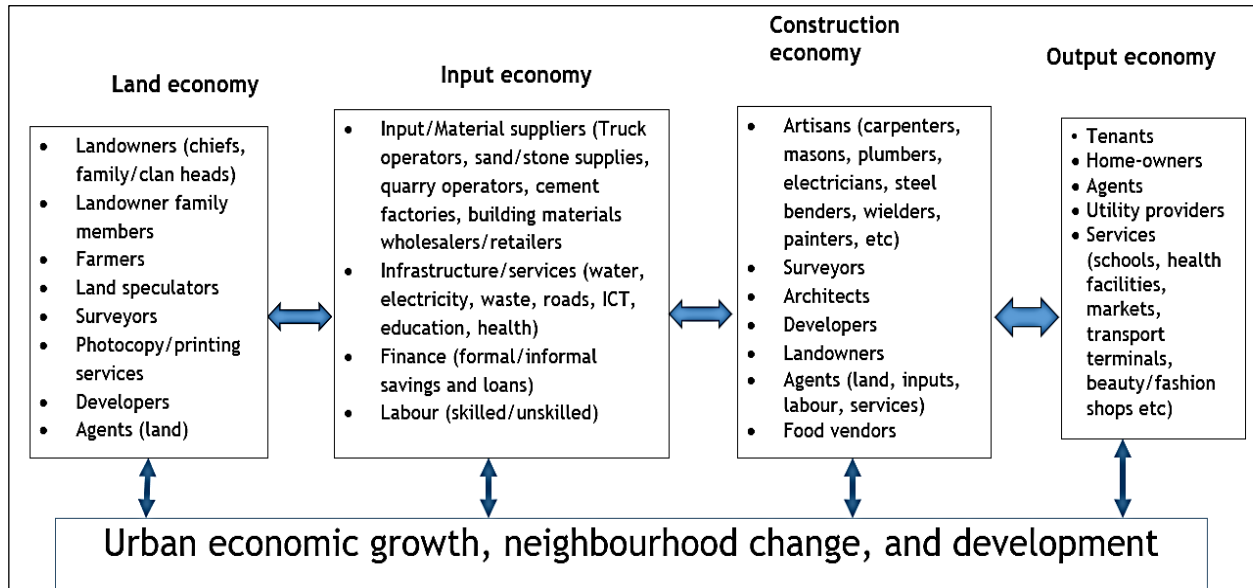 Land economy
• Landowners (chiefs,
family/clan heads)
• Landowner family
members
• Farmers
• Land speculators
• Surveyors
• Photocopy/printing
services
• Developers
• Agents (land)
Input economy
• Input/Material suppliers (Truck
operators, sand/stone supplies,
quarry operators, cement
factories, building materials
wholesalers/retailers
• Infrastructure/services (water,
electricity, waste, roads, ICT,
education, health)
• Finance (formal/informal
savings and loans)
• Labour (skilled/unskilled)
Construction
economy
• Artisans (carpenters,
masons, plumbers,
electricians, steel
benders, wielders,
painters, etc)
• Surveyors
• Architects
• Developers
• Landowners
• Agents (land, inputs,
labour, services)
• Food vendors
Output economy
• Tenants
• Home-owners
• Agents
• Utility providers
• Services
(schools, health
facilities,
markets,
transport
terminals,
beauty/fashion
shops etc)
Urban economic growth, neighbourhood change, and development